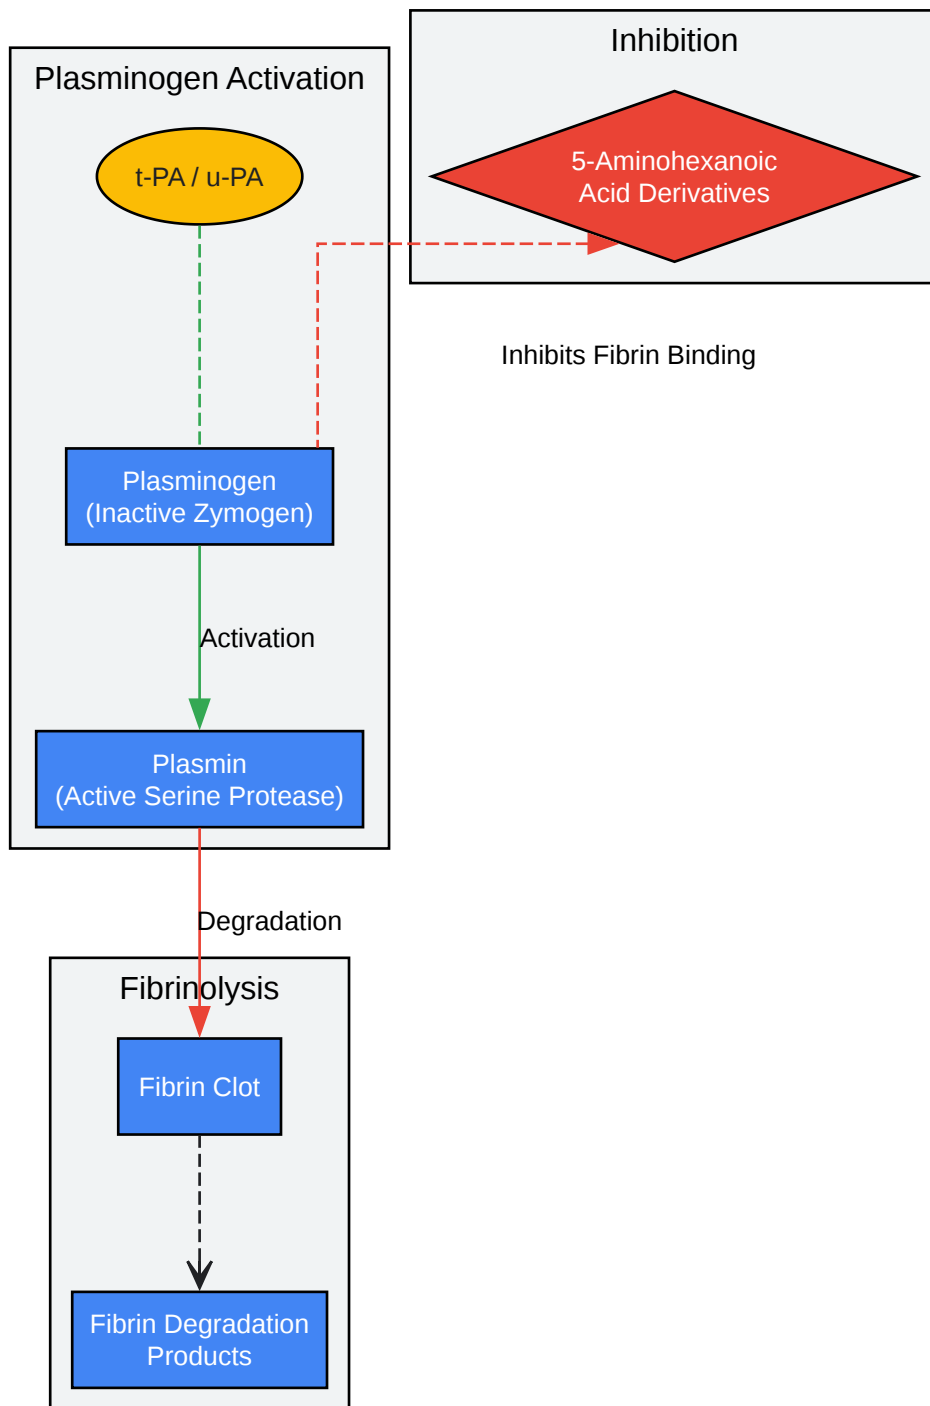 Inhibition
Plasminogen Activation
t-PA / u-PA
5-Aminohexanoic
Acid Derivatives
Inhibits Fibrin Binding
Plasminogen
(Inactive Zymogen)
Activation
Plasmin
(Active Serine Protease)
Degradation
Fibrinolysis
Fibrin Clot
Fibrin Degradation
Products